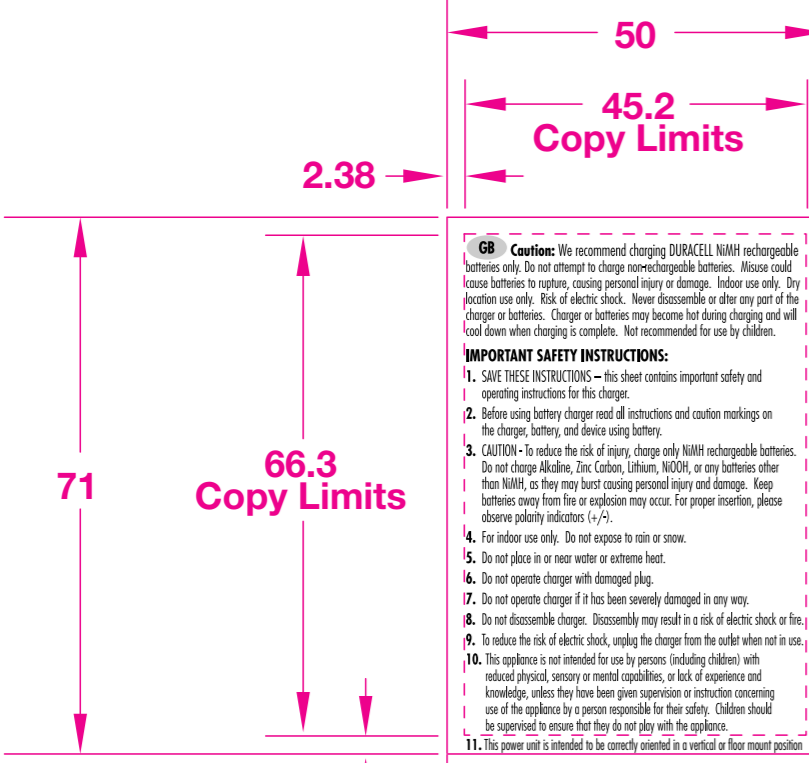 50
45.2
Copy Limits
2.38
GB Caution: We recommend charging DURACELL NiMH rechargeable
batteries only. Do not attempt to charge non-rechargeable batteries. Misuse could
cause batteries to rupture, causing personal injury or damage. Indoor use only. Dry
location use only. Risk of electric shock. Never disassemble or alter any part of the
charger or batteries. Charger or batteries may become hot during charging and will
cool down when charging is complete. Not recommended for use by children.
IMPORTANT SAFETY INSTRUCTIONS:
1. SAVE THESE INSTRUCTIONS – this sheet contains important safety and
operating instructions for this charger.
2. Before using battery charger read all instructions and caution markings on
the charger, battery, and device using battery.
3. CAUTION - To reduce the risk of injury, charge only NiMH rechargeable batteries.
Do not charge Alkaline, Zinc Carbon, Lithium, NiOOH, or any batteries other
than NiMH, as they may burst causing personal injury and damage. Keep
batteries away from fire or explosion may occur. For proper insertion, please
observe polarity indicators (+/-).
4. For indoor use only. Do not expose to rain or snow.
5. Do not place in or near water or extreme heat.
6. Do not operate charger with damaged plug.
7. Do not operate charger if it has been severely damaged in any way.
8. Do not disassemble charger. Disassembly may result in a risk of electric shock or fire.
9. To reduce the risk of electric shock, unplug the charger from the outlet when not in use.
10. This appliance is not intended for use by persons (including children) with
reduced physical, sensory or mental capabilities, or lack of experience and
knowledge, unless they have been given supervision or instruction concerning
use of the appliance by a person responsible for their safety. Children should
be supervised to ensure that they do not play with the appliance.
11. This power unit is intended to be correctly oriented in a vertical or floor mount position
71
66.3
Copy Limits